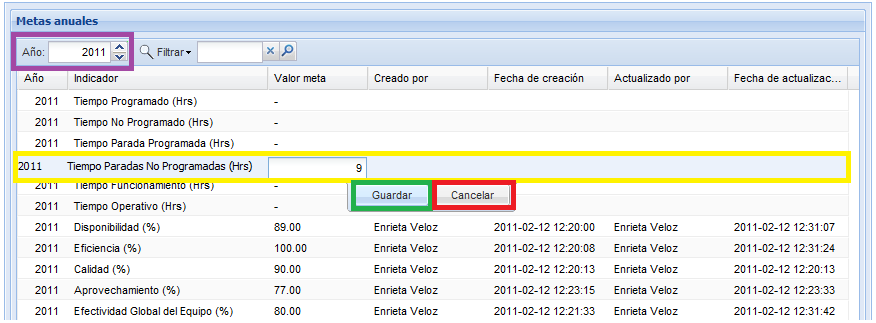 Metas anuales
Año: 2011 Filtrar
Año Indicador Valor meta Creado por Fecha de creación Actualizado por Fecha de actualizac...
2011 Tiempo Programado (Hrs) -
2011 Tiempo No Programado (Hrs) -
2011 Tiempo Parada Programada (Hrs) -
2011 Tiempo Paradas No Programadas (Hrs) 9
2011 Tiempo Funcionamiento (Hrs) -
Guardar Cancelar
2011 Tiempo Operativo (Hrs) -
2011 Disponibilidad (%) 89.00 Enrieta Veloz 2011-02-12 12:20:00 Enrieta Veloz 2011-02-12 12:31:07
2011 Eficiencia (%) 100.00 Enrieta Veloz 2011-02-12 12:20:08 Enrieta Veloz 2011-02-12 12:31:24
2011 Calidad (%) 90.00 Enrieta Veloz 2011-02-12 12:20:13 Enrieta Veloz 2011-02-12 12:20:13
2011 Aprovechamiento (%) 77.00 Enrieta Veloz 2011-02-12 12:23:15 Enrieta Veloz 2011-02-12 12:23:33
2011 Efectividad Global del Equipo (%) 80.00 Enrieta Veloz 2011-02-12 12:21:33 Enrieta Veloz 2011-02-12 12:31:42